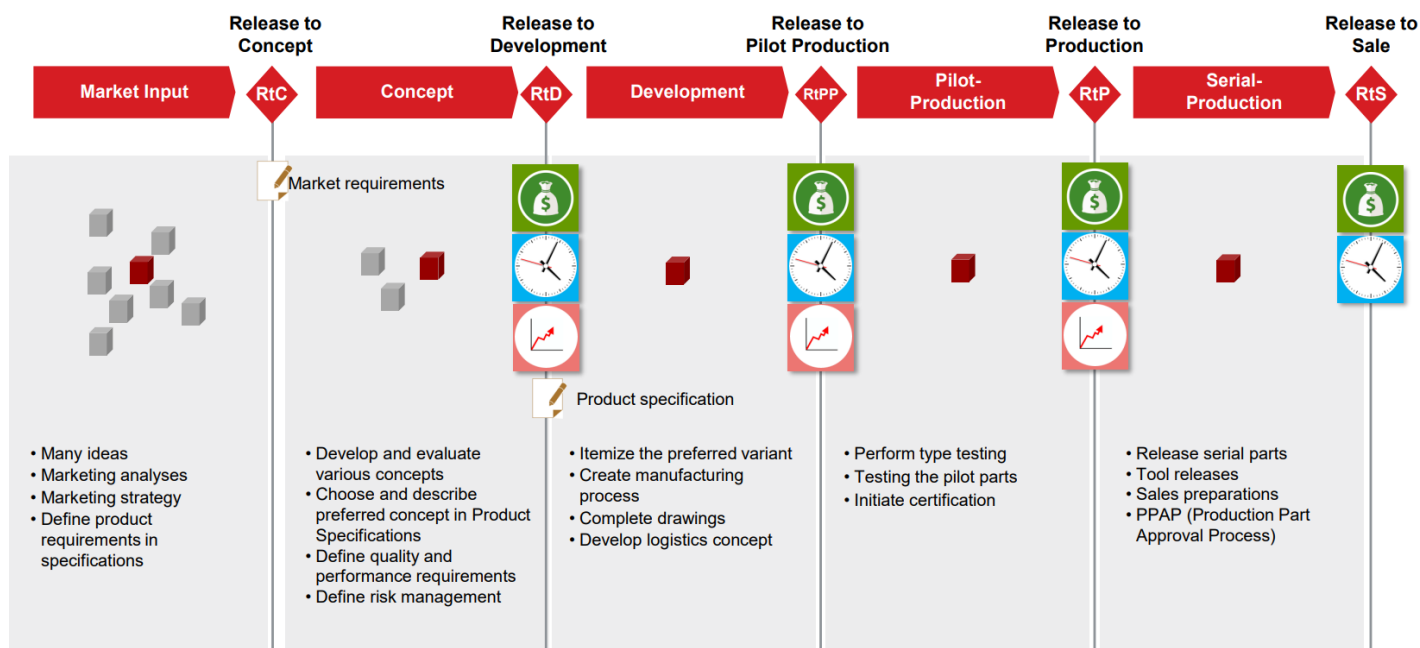 Release to
Concept
Release to
Development
Release to
Pilot Production
Release to
Production
Release to
Sale
Market Input
RtC
Concept
RtD
Development
RtPP
Pilot-
Production
RtP
Serial-
Production
RtS
Market requirements
$
$
$
$
Product specification
• Many ideas
• Marketing analyses
• Marketing strategy
• Define product
requirements in
specifications
• Develop and evaluate
various concepts
• Choose and describe
preferred concept in Product
Specifications
• Define quality and
performance requirements
• Define risk management
• Itemize the preferred variant
• Create manufacturing
process
• Complete drawings
• Develop logistics concept
• Perform type testing
• Testing the pilot parts
• Initiate certification
• Release serial parts
• Tool releases
• Sales preparations
• PPAP (Production Part
Approval Process)